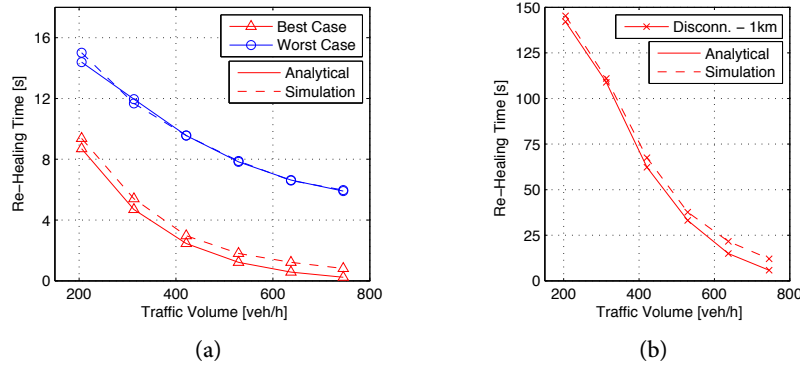 16
12
8
4
0
200
400
600
800
Re-Healing Time [s]
Traffic Volume [veh/h]
Best Case
Worst Case
Analytical
Simulation
(a)
150
125
100
75
50
25
0
200
400
600
800
Re-Healing Time [s]
Traffic Volume [veh/h]
Disconn. - 1km
Analytical
Simulation
(b)